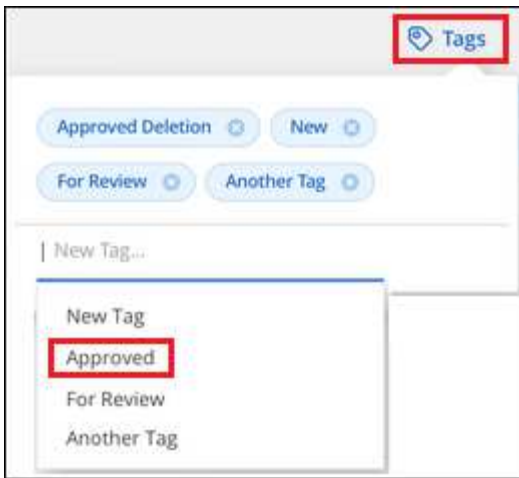 Tags
Approved Deletion New
For Review Another Tag
New Tag...
New Tag
Approved
For Review
Another Tag